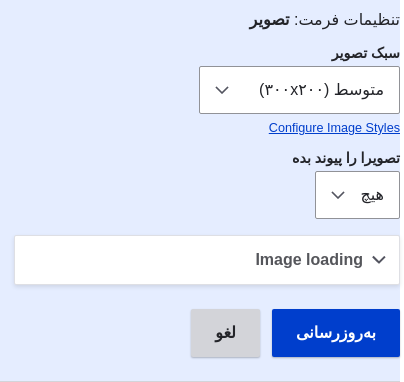 تنظیمات فرمت: تصویر
سبک تصویر
متوسط (۳۰۰x۲۰۰)
Configure Image Styles
تصویرا را پیوند بده
هیچ
Image loading
به‌روزرسانی
لغو